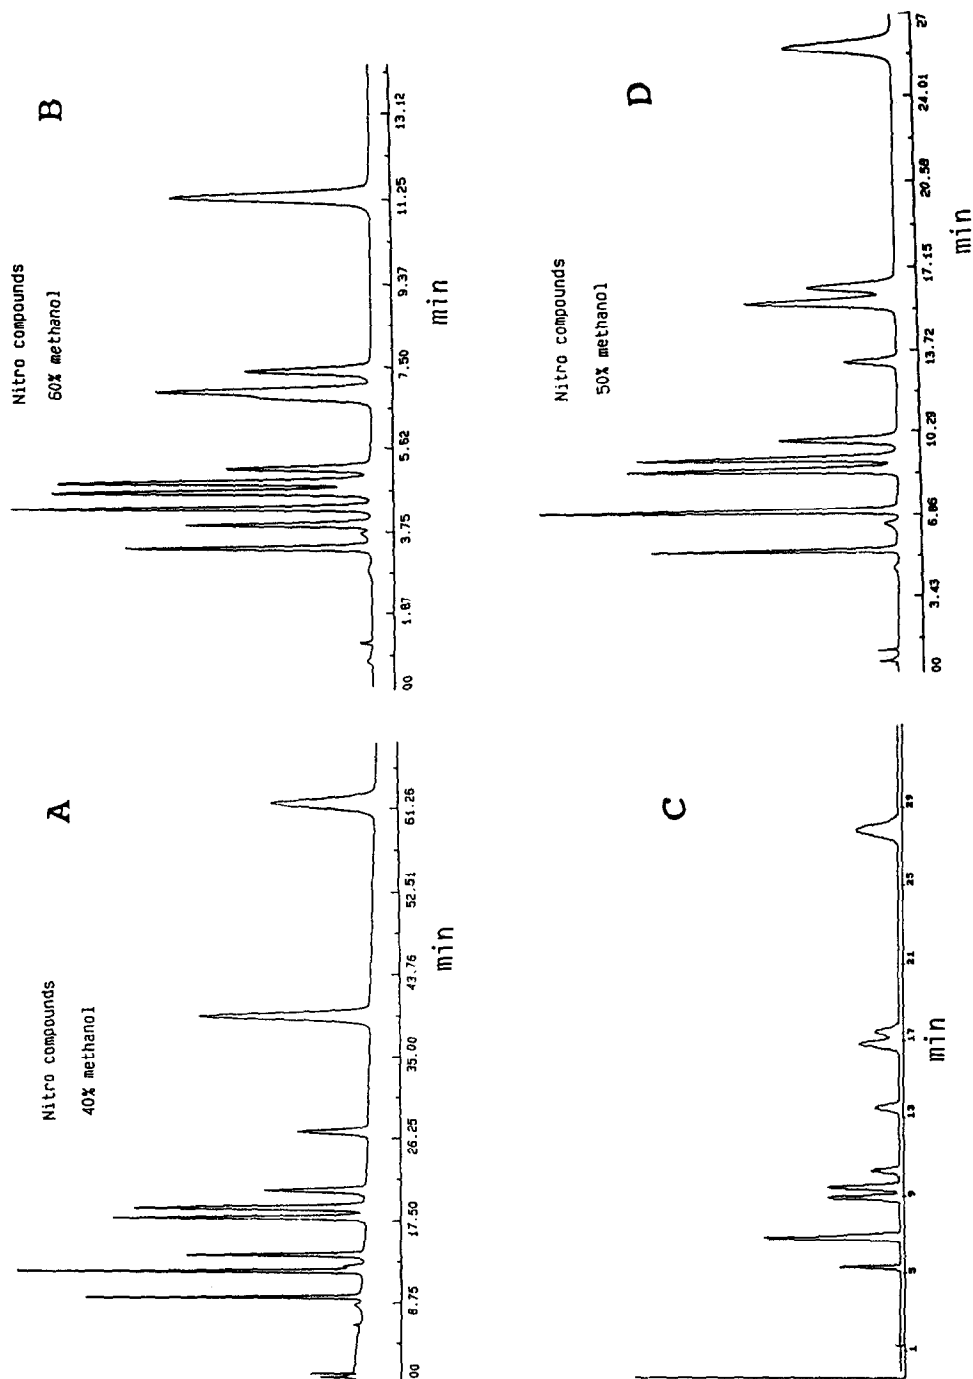 A
Nitro compounds
40% methanol
00 8.75 17.50 26.25 35.00 43.76 52.51 61.26
min
B
Nitro compounds
60% methanol
00 1.87 3.75 5.62 7.50 9.37 11.25 13.12
min
C
1 5 9 13 17 21 25 29
min
D
Nitro compounds
50% methanol
00 3.43 6.86 10.29 13.72 17.15 20.58 24.01 27
min